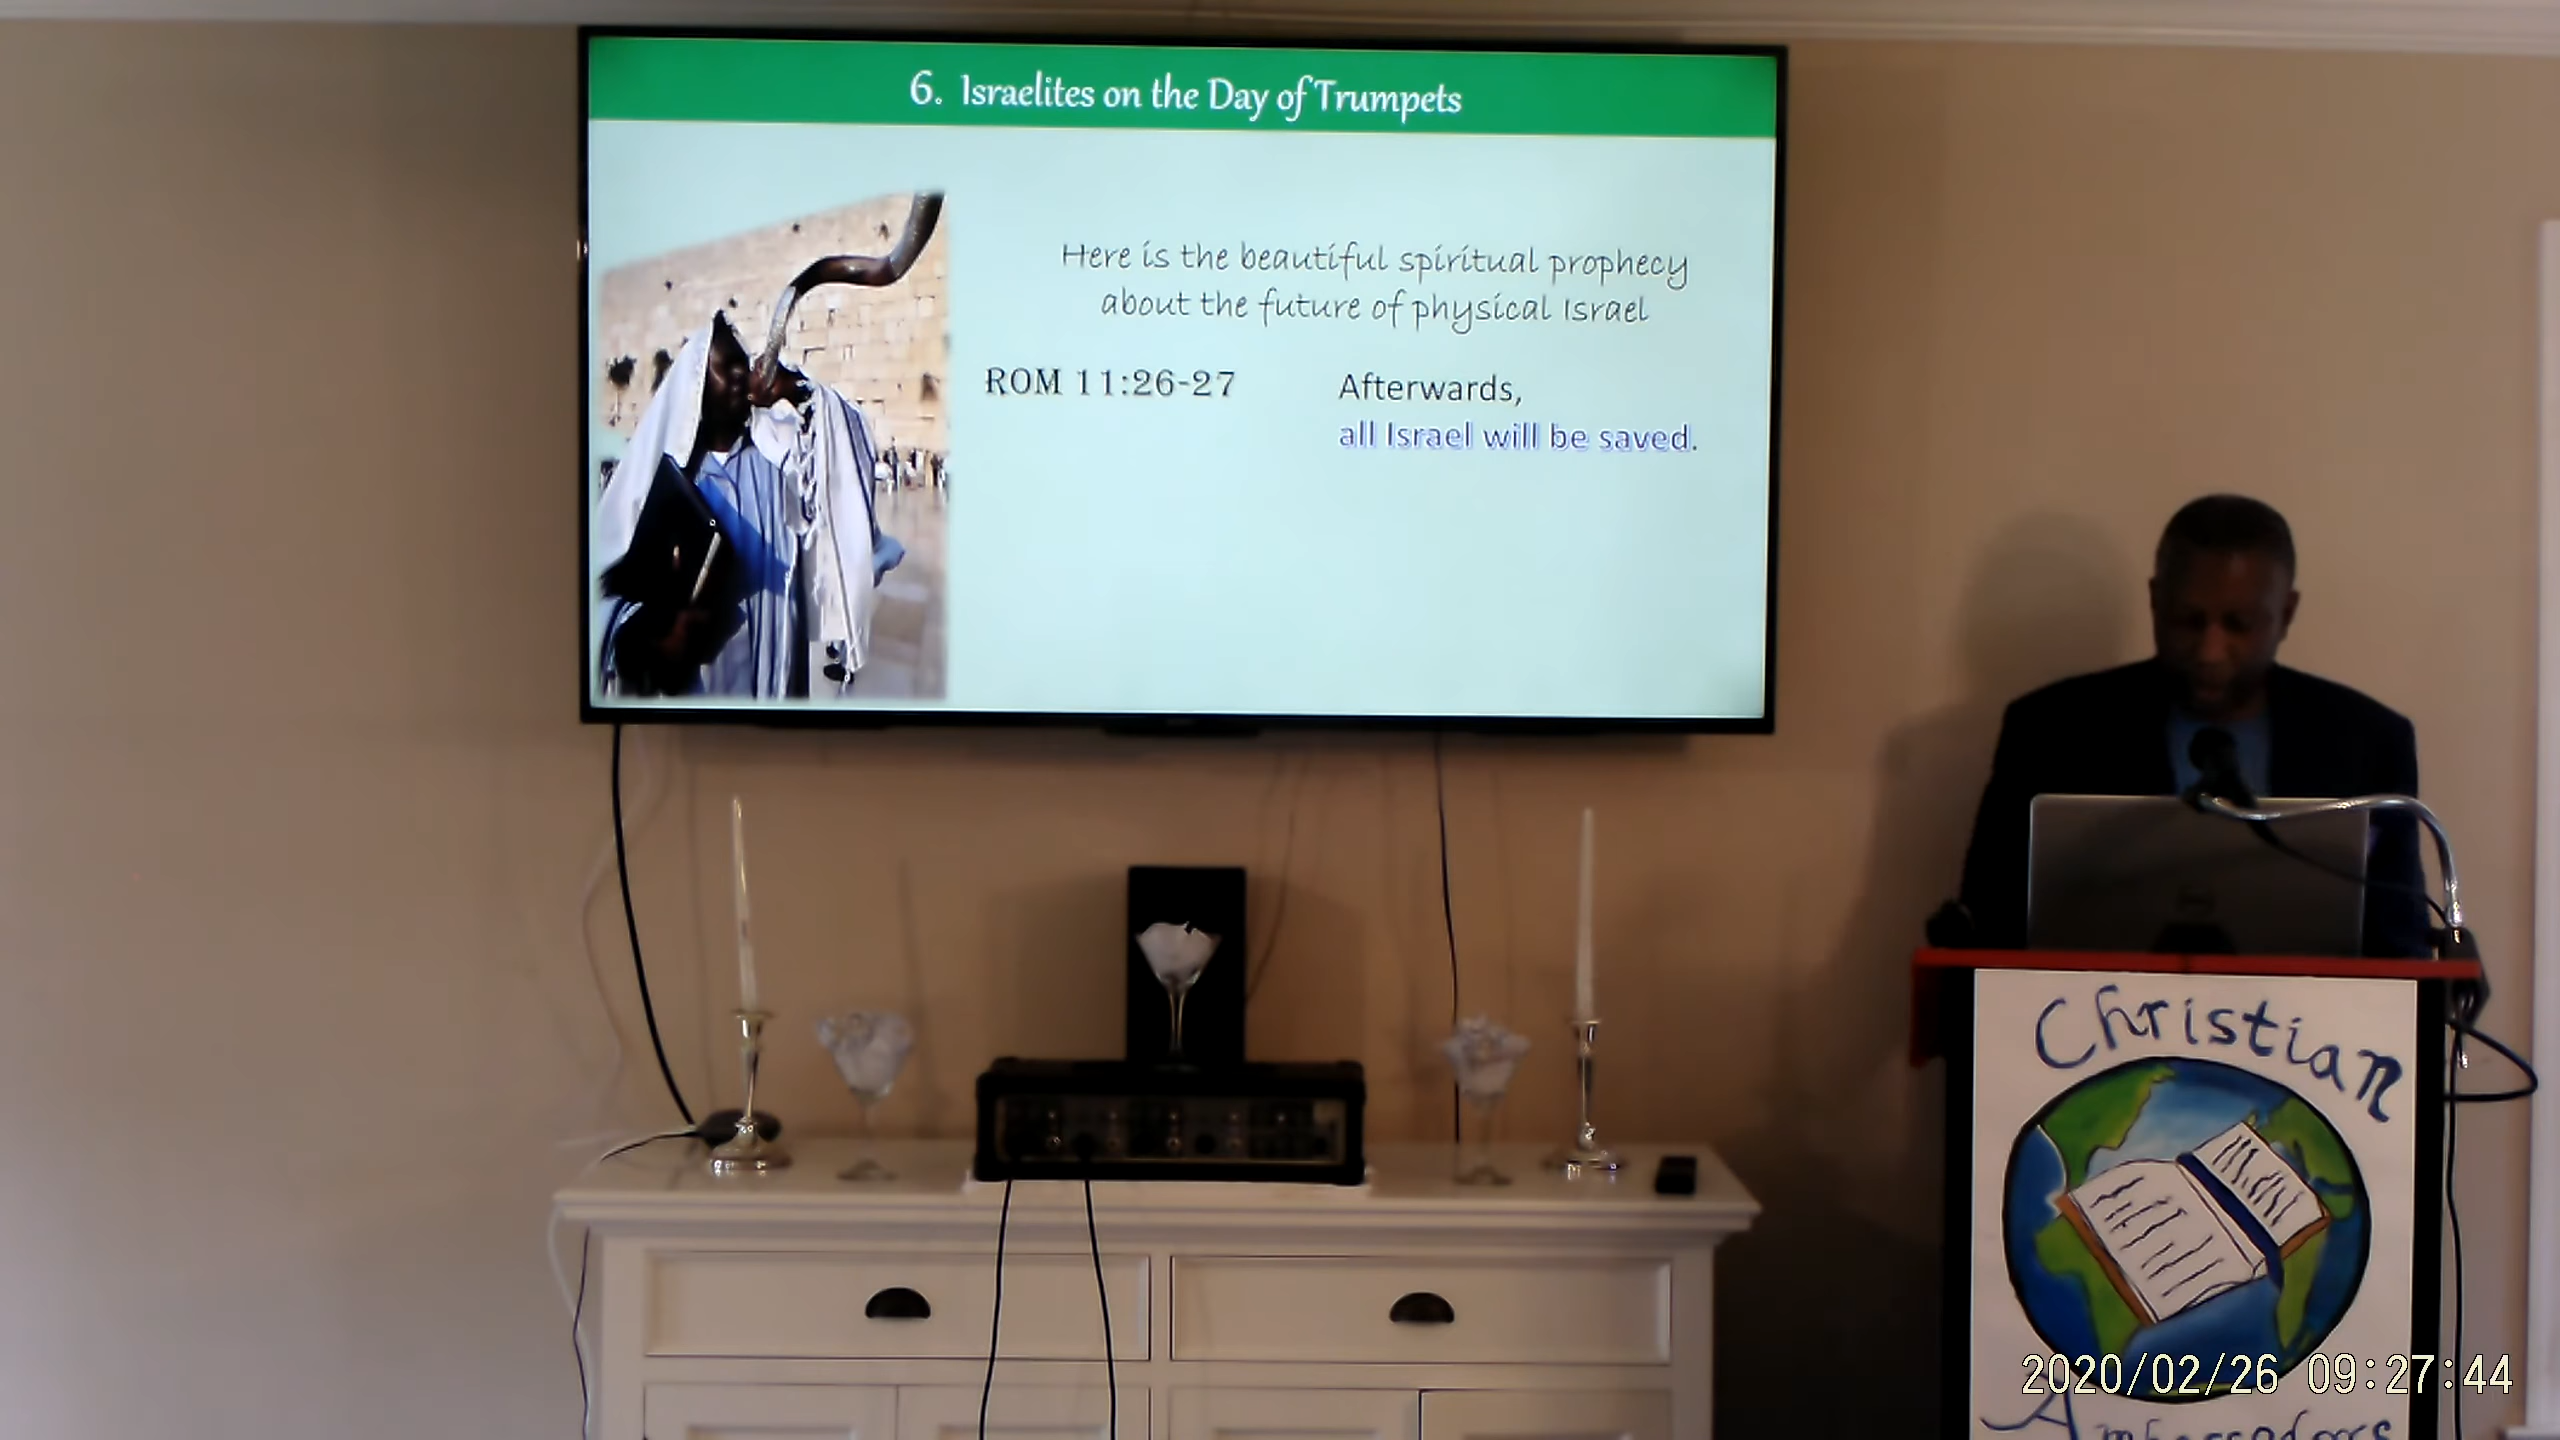 6. Israelites on the Day of Trumpets
Here is the beautiful spiritual prophecy
about the future of physical Israel
ROM 11:26-27
Afterwards,
all Israel will be saved.
Christian
Ambassadors
2020/02/26 09:27:44